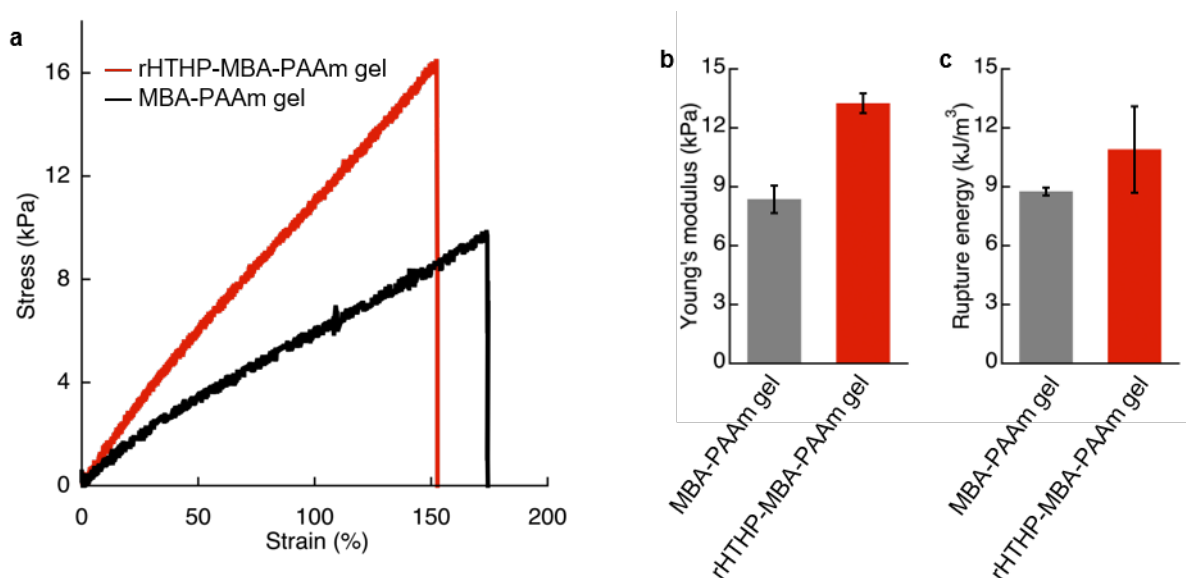 a
16
12
8
4
0
Stress (kPa)
rHTHP-MBA-PAAm gel
MBA-PAAm gel
0 50 100 150 200
Strain (%)
b
15
12
9
6
3
0
Young's modulus (kPa)
MBA-PAAm gel
rHTHP-MBA-PAAm gel
c
15
12
9
6
3
0
Rupture energy (kJ/m³)
MBA-PAAm gel
rHTHP-MBA-PAAm gel